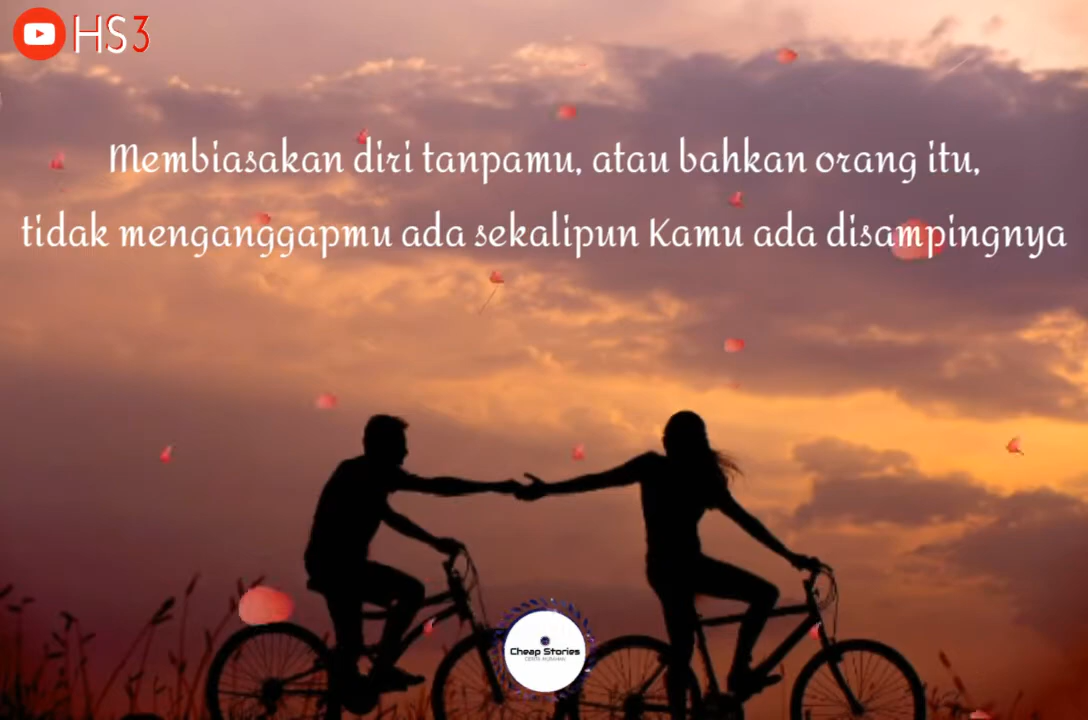 HS3
Membiasakan diri tanpamu, atau bahkan orang itu,
tidak menganggapmu ada sekalipun Kamu ada disampingnya
Cheap Stories